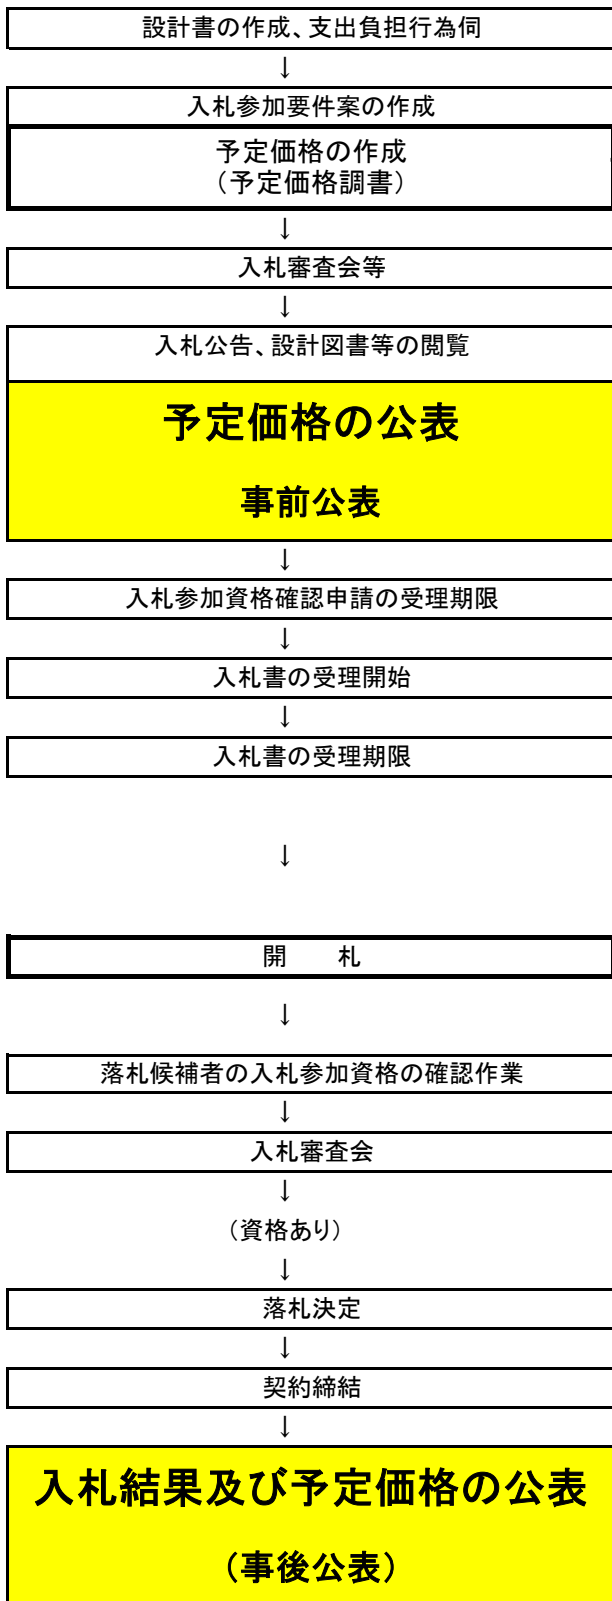 設計書の作成、支出負担行為伺
↓
入札参加要件案の作成
予定価格の作成
（予定価格調書）
↓
入札審査会等
↓
入札公告、設計図書等の閲覧
予定価格の公表
事前公表
↓
入札参加資格確認申請の受理期限
↓
入札書の受理開始
↓
入札書の受理期限
↓
開　　札
↓
落札候補者の入札参加資格の確認作業
↓
入札審査会
↓
（資格あり）
↓
落札決定
↓
契約締結
↓
入札結果及び予定価格の公表
（事後公表）